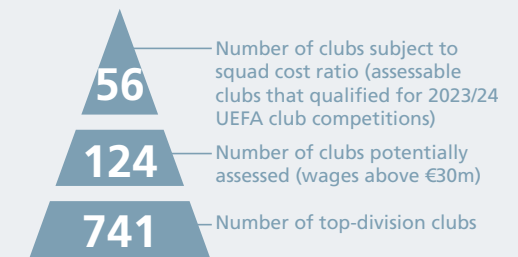 56
Number of clubs subject to
squad cost ratio (assessable
clubs that qualified for 2023/24
UEFA club competitions)
124
Number of clubs potentially
assessed (wages above €30m)
741
Number of top-division clubs